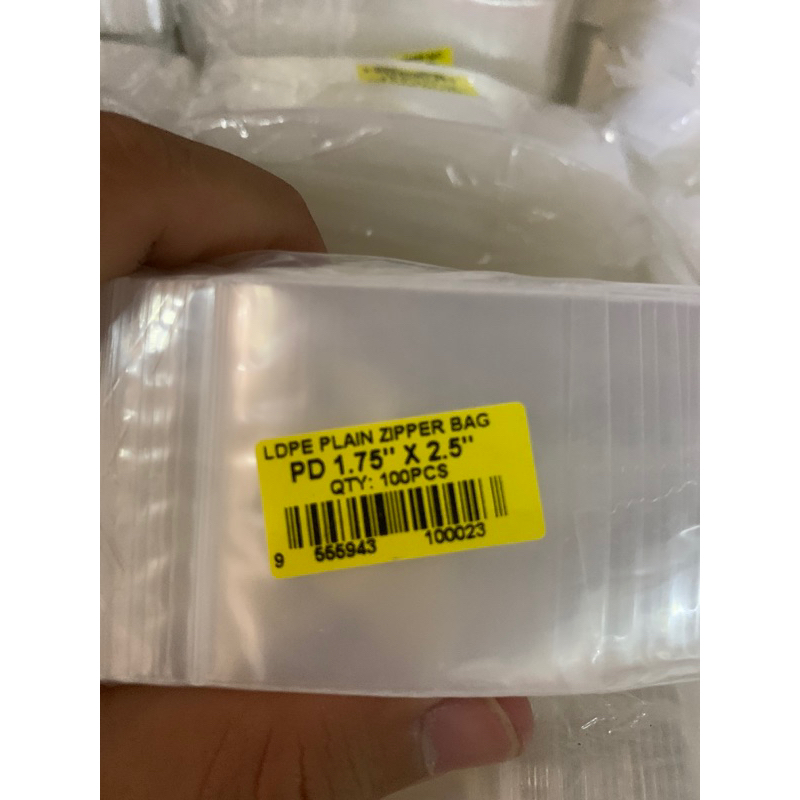 LDPE PLAIN ZIPPER BAG
PD 1.75" X 2.5"
QTY: 100PCS
9 555943 100023